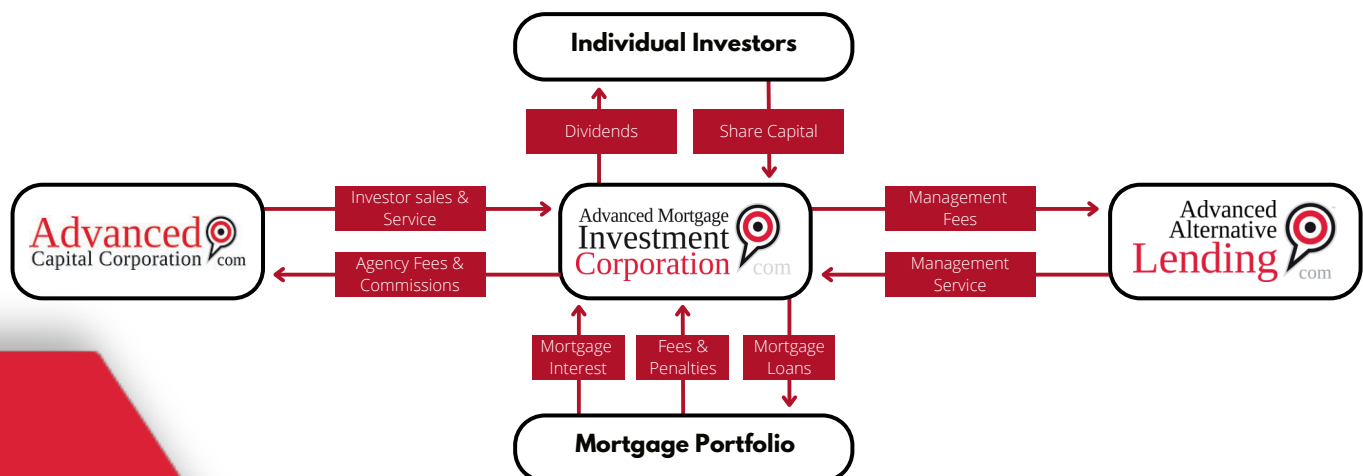 Individual Investors
Dividends
Share Capital
Investor sales &
Service
Management
Fees
Advanced
Capital Corporation
com
Advanced Mortgage
Investment
Corporation
com
Advanced
Alternative
Lending
com
Agency Fees &
Commissions
Management
Service
Mortgage
Interest
Fees &
Penalties
Mortgage
Loans
Mortgage Portfolio